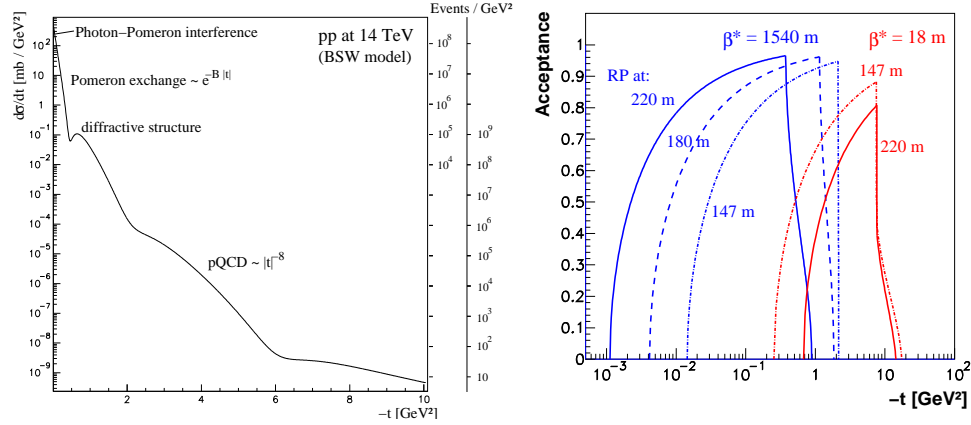 Events / GeV²
dσ/dt [mb / GeV²]
10²
10
1
10⁻¹
10⁻²
10⁻³
10⁻⁴
10⁻⁵
10⁻⁶
10⁻⁷
10⁻⁸
10⁻⁹
Photon−Pomeron interference
pp at 14 TeV
(BSW model)
Pomeron exchange ~ e⁻ᴮ |ᵗ|
diffractive structure
pQCD ~ |t|⁻⁸
10⁸
10⁷
10⁶
10⁵
10⁴
10⁹
10⁸
10⁷
10⁶
10⁵
10⁴
10³
10²
10
2 4 6 8 10
−t [GeV²]
Acceptance
1
0.9
0.8
0.7
0.6
0.5
0.4
0.3
0.2
0.1
0
β* = 1540 m
β* = 18 m
RP at:
220 m
180 m
147 m
147 m
220 m
10⁻³ 10⁻² 10⁻¹ 1 10 10²
−t [GeV²]